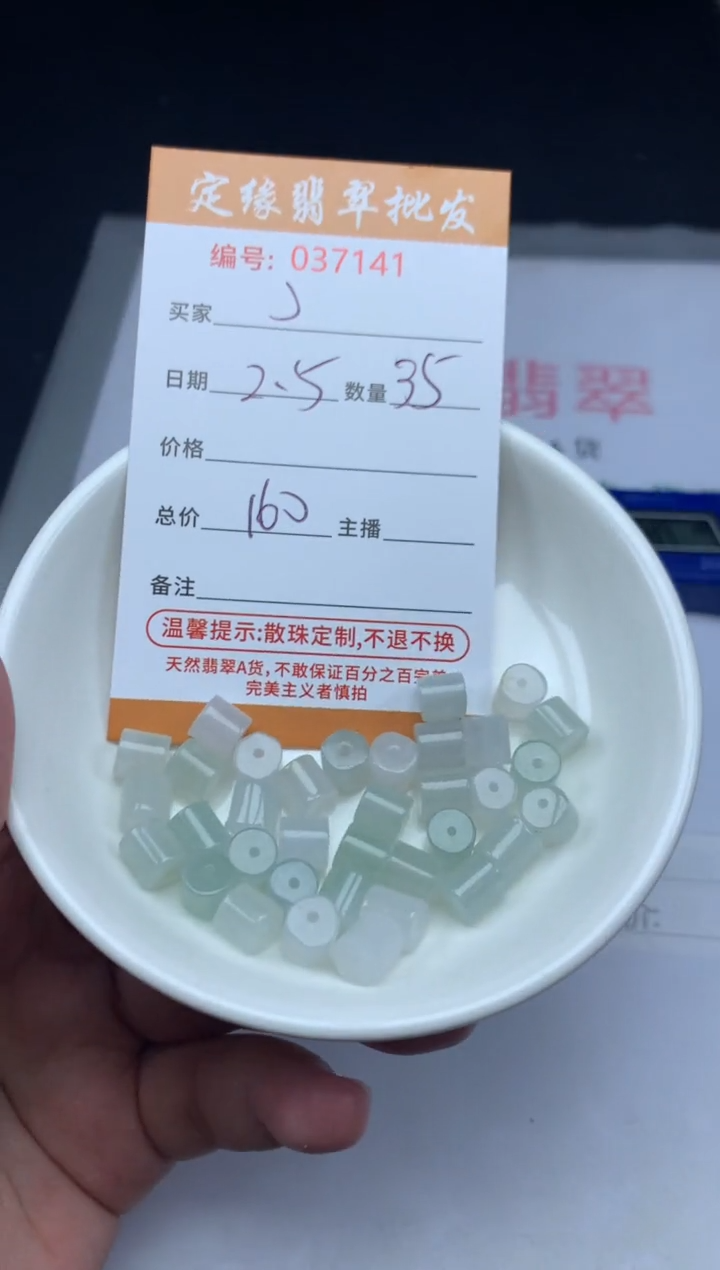 定缘翡翠批发
编号: 037141
买家
日期 2.5 数量 35
价格
总价 160 主播
备注
温馨提示:散珠定制,不退不换
天然翡翠A货,不敢保证百分之百完美
完美主义者慎拍
翡翠
A 货
价: